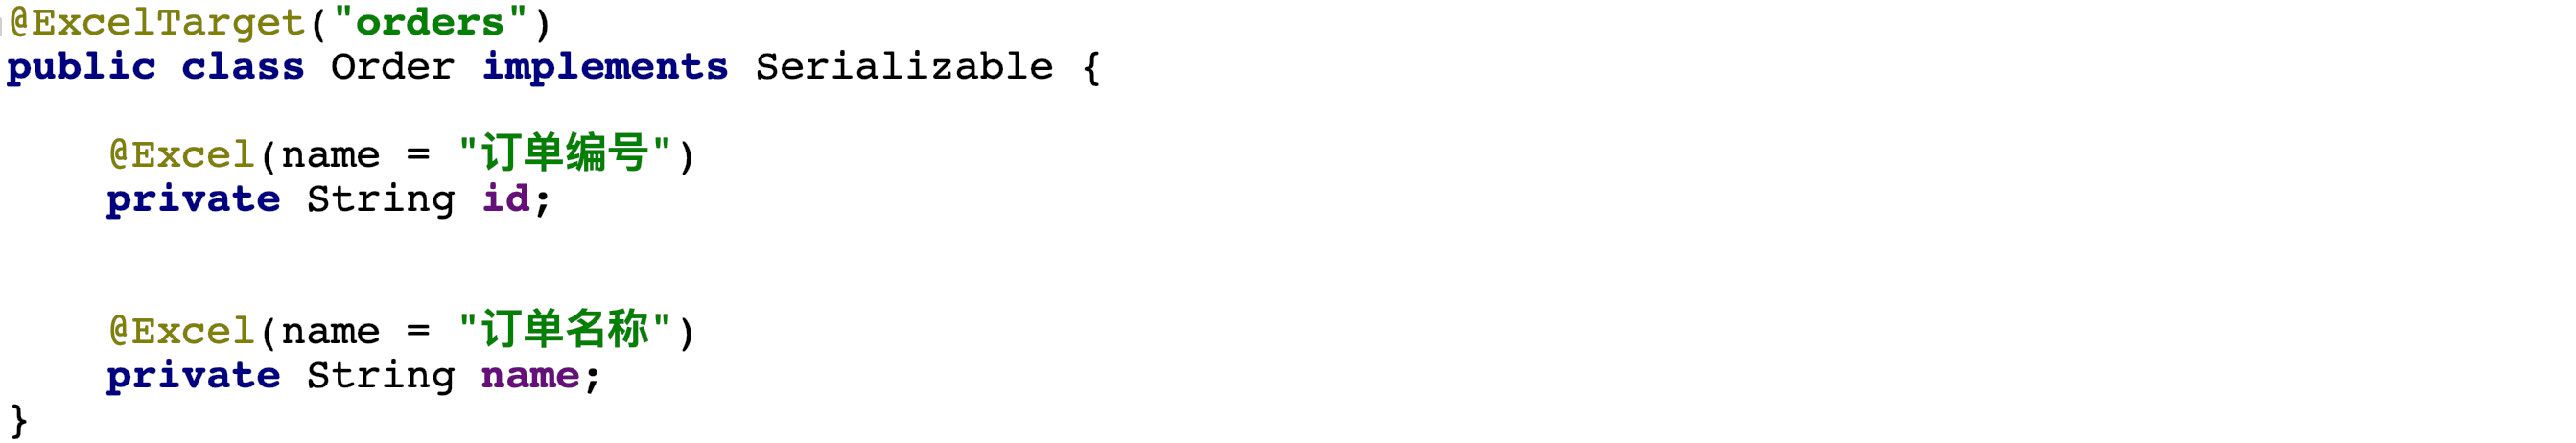 @ExcelTarget("orders")
public class Order implements Serializable {
@Excel(name = "订单编号")
private String id;
@Excel(name = "订单名称")
private String name;
}